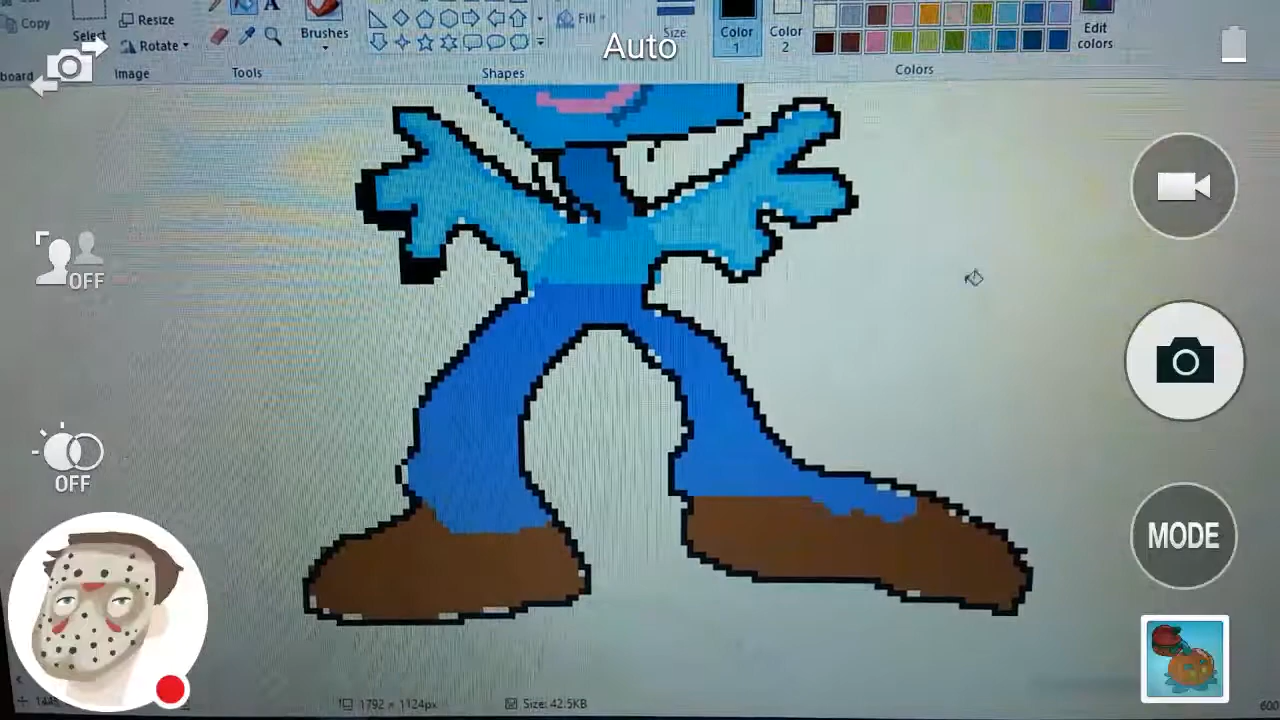 Copy
Select
Resize
Rotate
Image
Tools
Brushes
Shapes
Fill
Size
Color 1
Color 2
Edit colors
Colors
board
Auto
OFF
OFF
MODE
1792 × 1124px
Size: 42.5KB
600